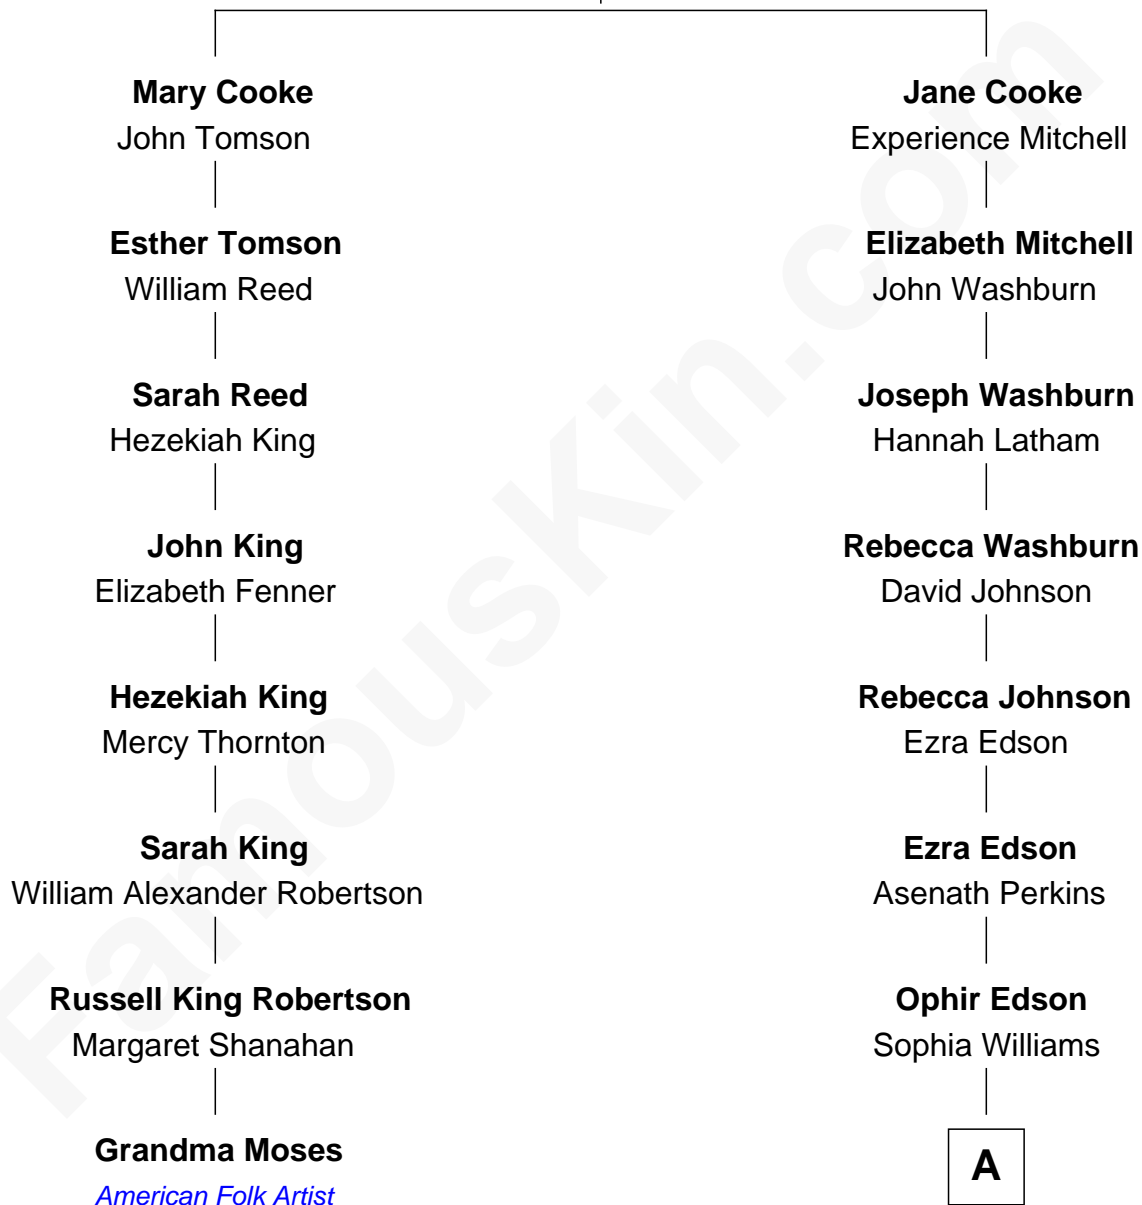 Mary Cooke
John Tomson
Esther Tomson
William Reed
Sarah Reed
Hezekiah King
John King
Elizabeth Fenner
Hezekiah King
Mercy Thornton
Sarah King
William Alexander Robertson
Russell King Robertson
Margaret Shanahan
Grandma Moses
American Folk Artist
Jane Cooke
Experience Mitchell
Elizabeth Mitchell
John Washburn
Joseph Washburn
Hannah Latham
Rebecca Washburn
David Johnson
Rebecca Johnson
Ezra Edson
Ezra Edson
Asenath Perkins
Ophir Edson
Sophia Williams
A
FamousKin.com